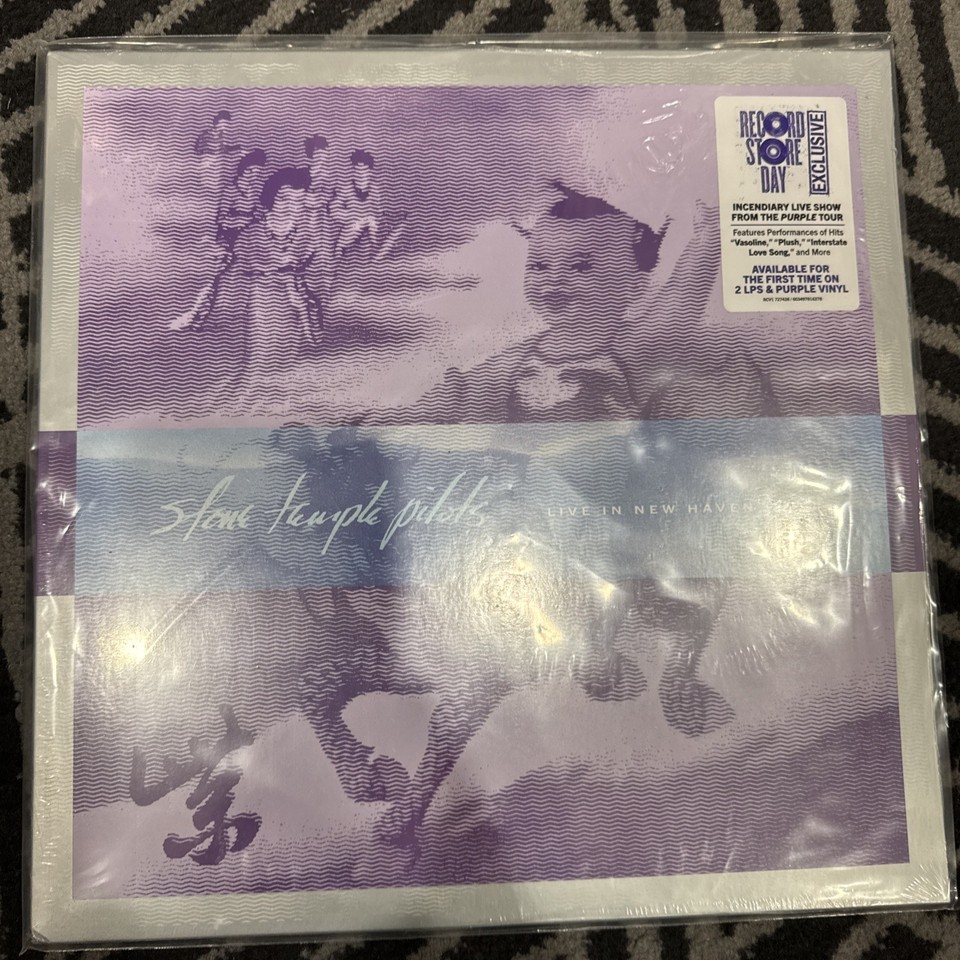 RECORD
STORE
DAY
EXCLUSIVE
INCENDIARY LIVE SHOW
FROM THE PURPLE TOUR
Features Performances of Hits
“Vasoline,” “Plush,” “Interstate
Love Song,” and More
AVAILABLE FOR
THE FIRST TIME ON
2 LPS & PURPLE VINYL
stone temple pilots
LIVE IN NEW HAVEN
紫